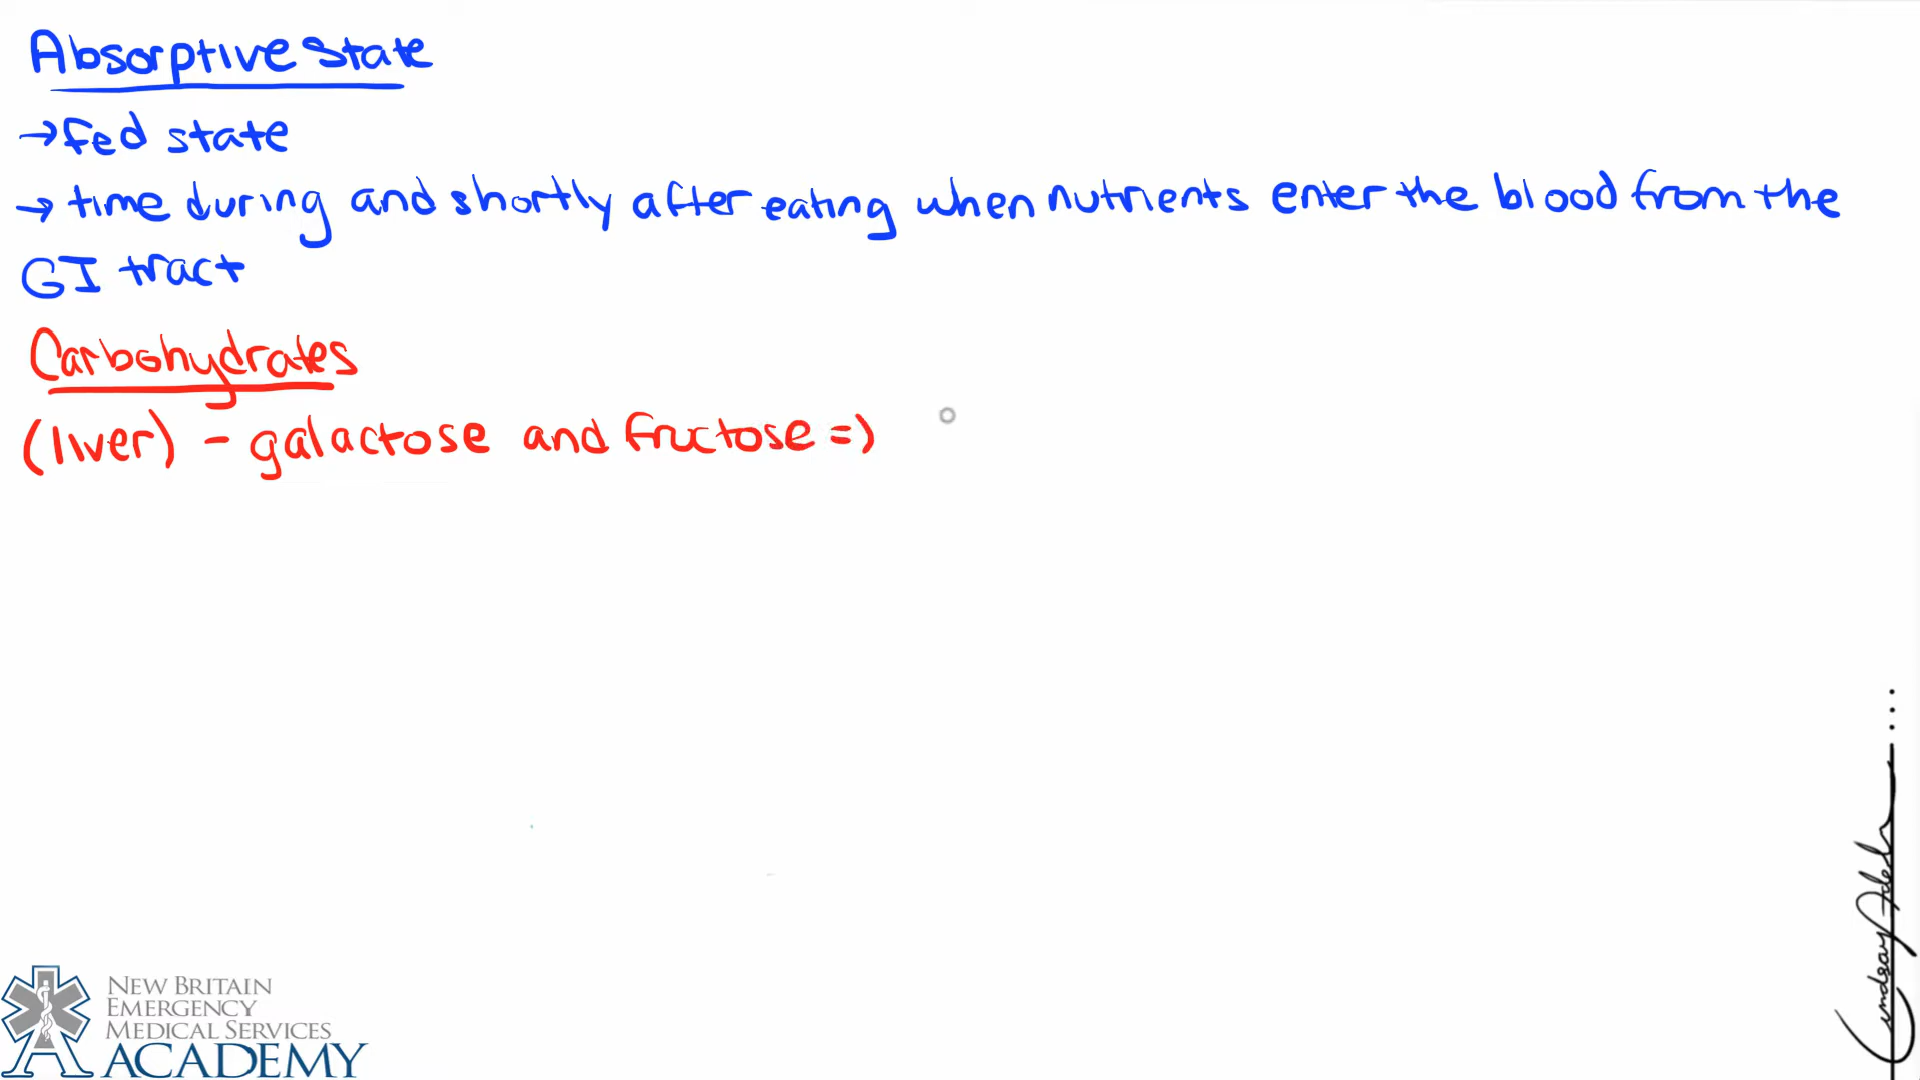 Absorptive State
→ fed state
→ time during and shortly after eating when nutrients enter the blood from the
GI tract
Carbohydrates
(liver) - galactose and fructose =>
NEW BRITAIN
EMERGENCY
MEDICAL SERVICES
ACADEMY